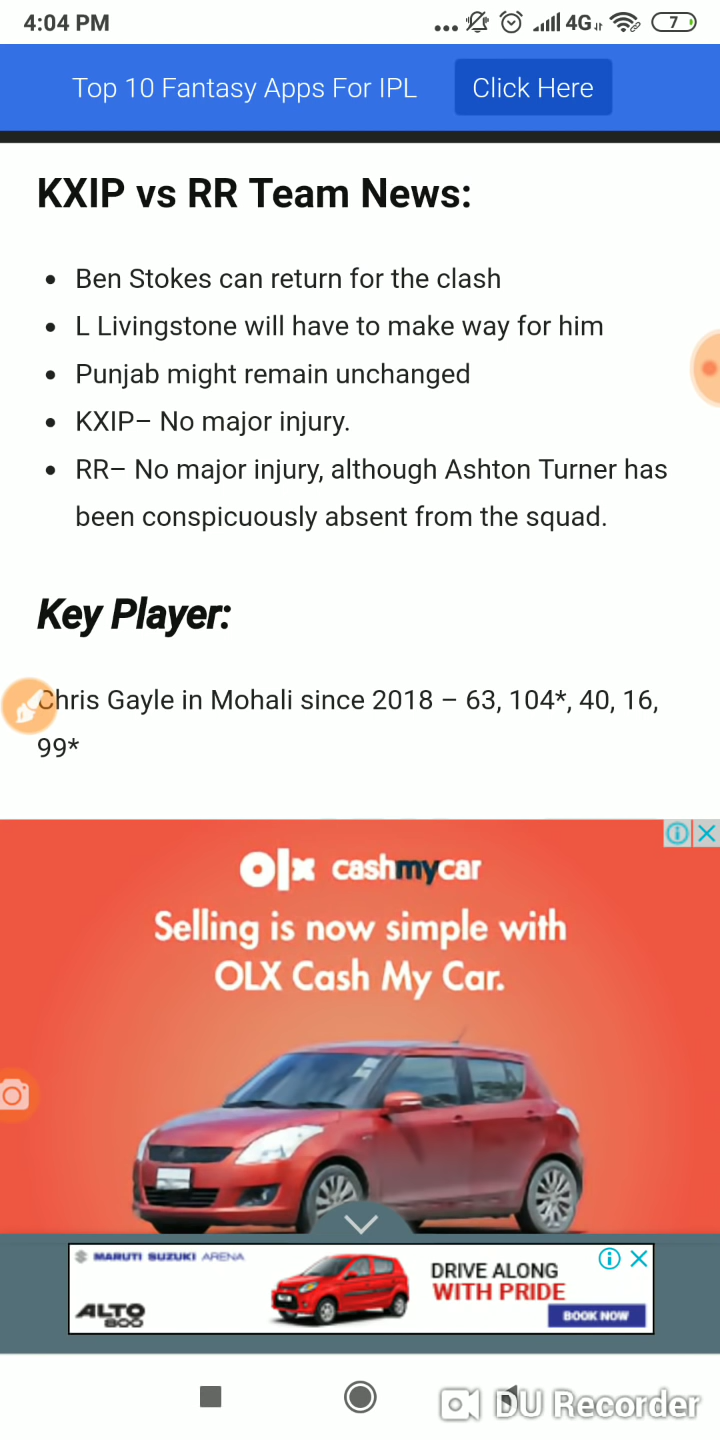 4:04 PM
... 4G 7
Top 10 Fantasy Apps For IPL Click Here
KXIP vs RR Team News:
• Ben Stokes can return for the clash
• L Livingstone will have to make way for him
• Punjab might remain unchanged
• KXIP– No major injury.
• RR– No major injury, although Ashton Turner has
been conspicuously absent from the squad.
Key Player:
Chris Gayle in Mohali since 2018 – 63, 104*, 40, 16,
99*
olx cashmycar
Selling is now simple with
OLX Cash My Car.
MARUTI SUZUKI ARENA
ALTO
800
DRIVE ALONG
WITH PRIDE
BOOK NOW
DU Recorder